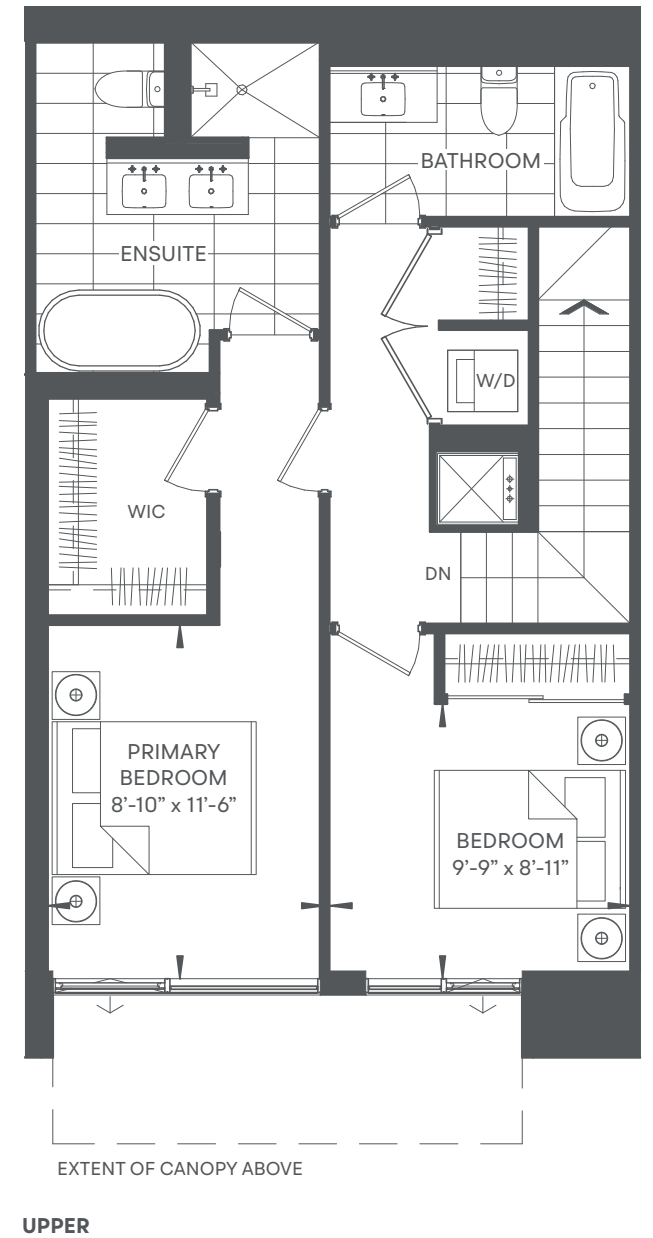 BATHROOM
ENSUITE
W/D
WIC
DN
PRIMARY
BEDROOM
8’-10” x 11’-6”
BEDROOM
9’-9” x 8’-11”
EXTENT OF CANOPY ABOVE
UPPER